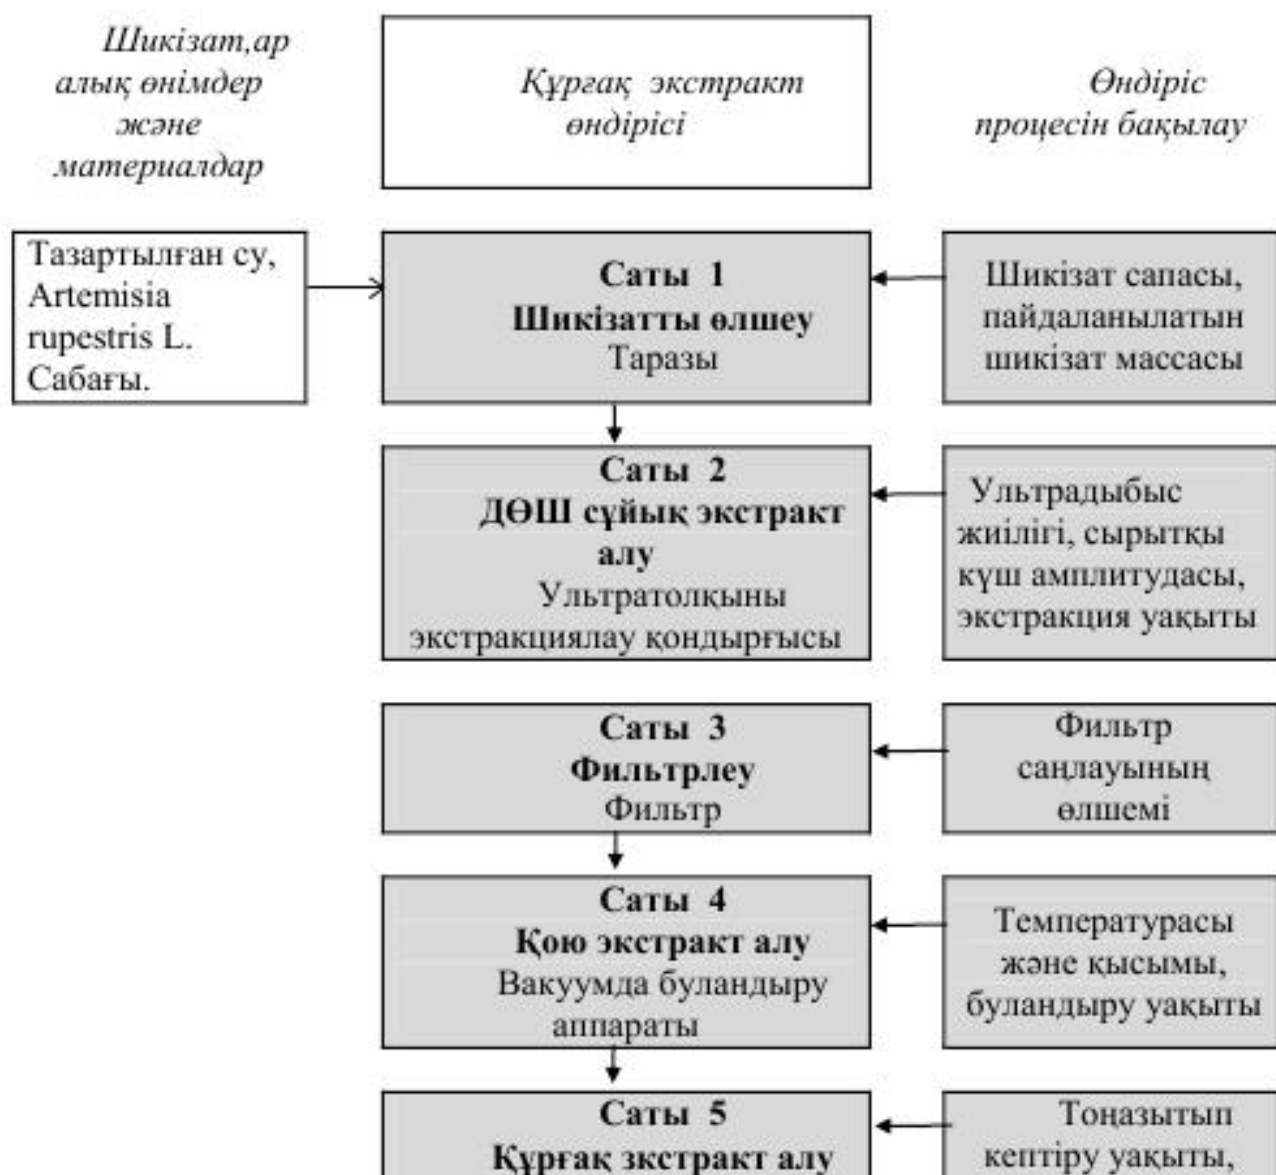 Шикізат,ар
алық өнімдер
және
материалдар
Құрғақ экстракт
өндірісі
Өндіріс
процесін бақылау
Тазартылған су,
Artemisia
rupestris L.
Сабағы.
Саты 1
Шикізатты өлшеу
Таразы
Шикізат сапасы,
пайдаланылатын
шикізат массасы
Саты 2
ДӨШ сұйық экстракт
алу
Ультратолқыны
экстракциялау қондырғысы
Ультрадыбыс
жиілігі, сырытқы
күш амплитудасы,
экстракция уақыты
Саты 3
Фильтрлеу
Фильтр
Фильтр
саңлауының
өлшемі
Саты 4
Қою экстракт алу
Вакуумда буландыру
аппараты
Температурасы
және қысымы,
буландыру уақыты
Саты 5
Құрғақ зкстракт алу
Тоңазытып
кептіру уақыты,